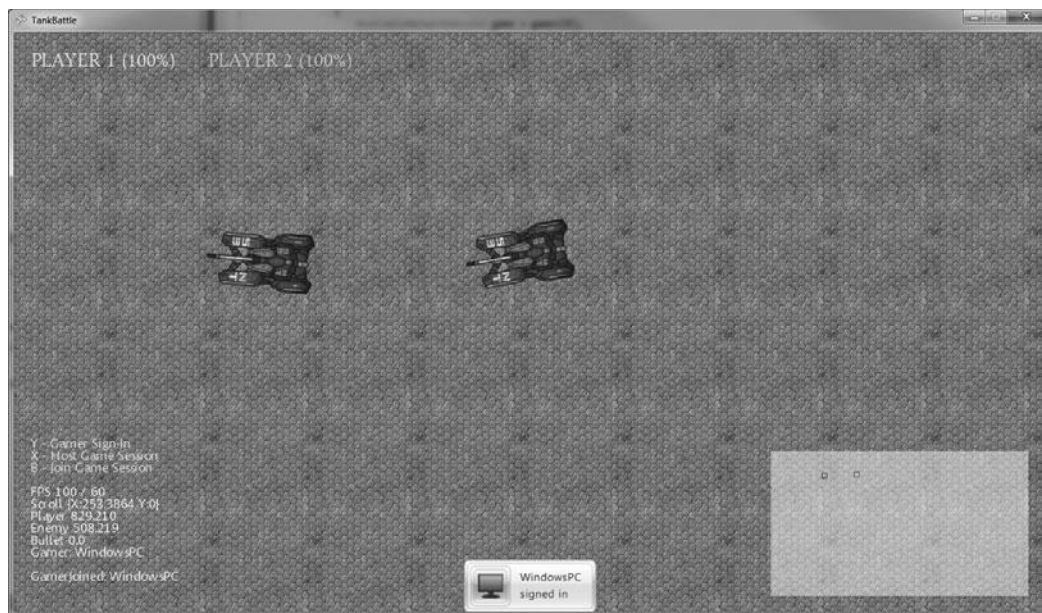 TankBattle
PLAYER 1 (100%) PLAYER 2 (100%)
Y - Gamer Sign-In
X - Host Game Session
B - Join Game Session
FPS 100 / 60
Scroll {X:253.3864 Y:0}
Player 829,210
Enemy 508,219
Bullet 0,0
Gamer: WindowsPC
GamerJoined: WindowsPC
WindowsPC
signed in